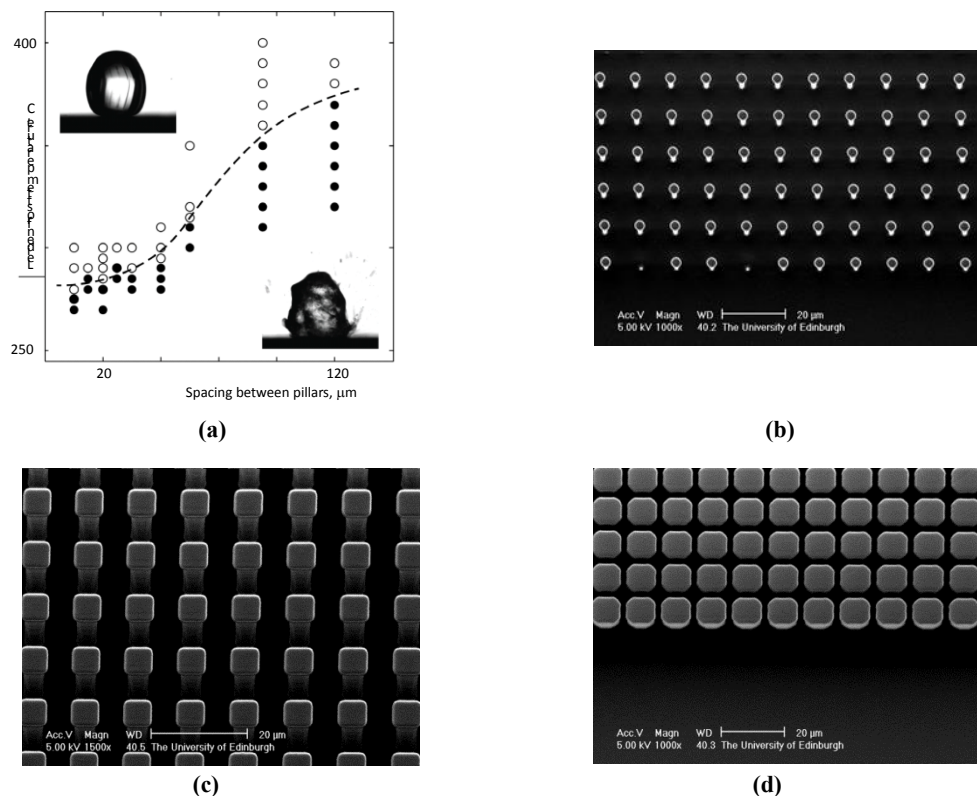 400
Leidenfrost temperature C
250
20 120
Spacing between pillars, μm
(a)
Acc.V Magn WD 20 μm
5.00 kV 1000x 40.2 The University of Edinburgh
(b)
Acc.V Magn WD 20 μm
5.00 kV 1500x 40.5 The University of Edinburgh
(c)
Acc.V Magn WD 20 μm
5.00 kV 1000x 40.3 The University of Edinburgh
(d)